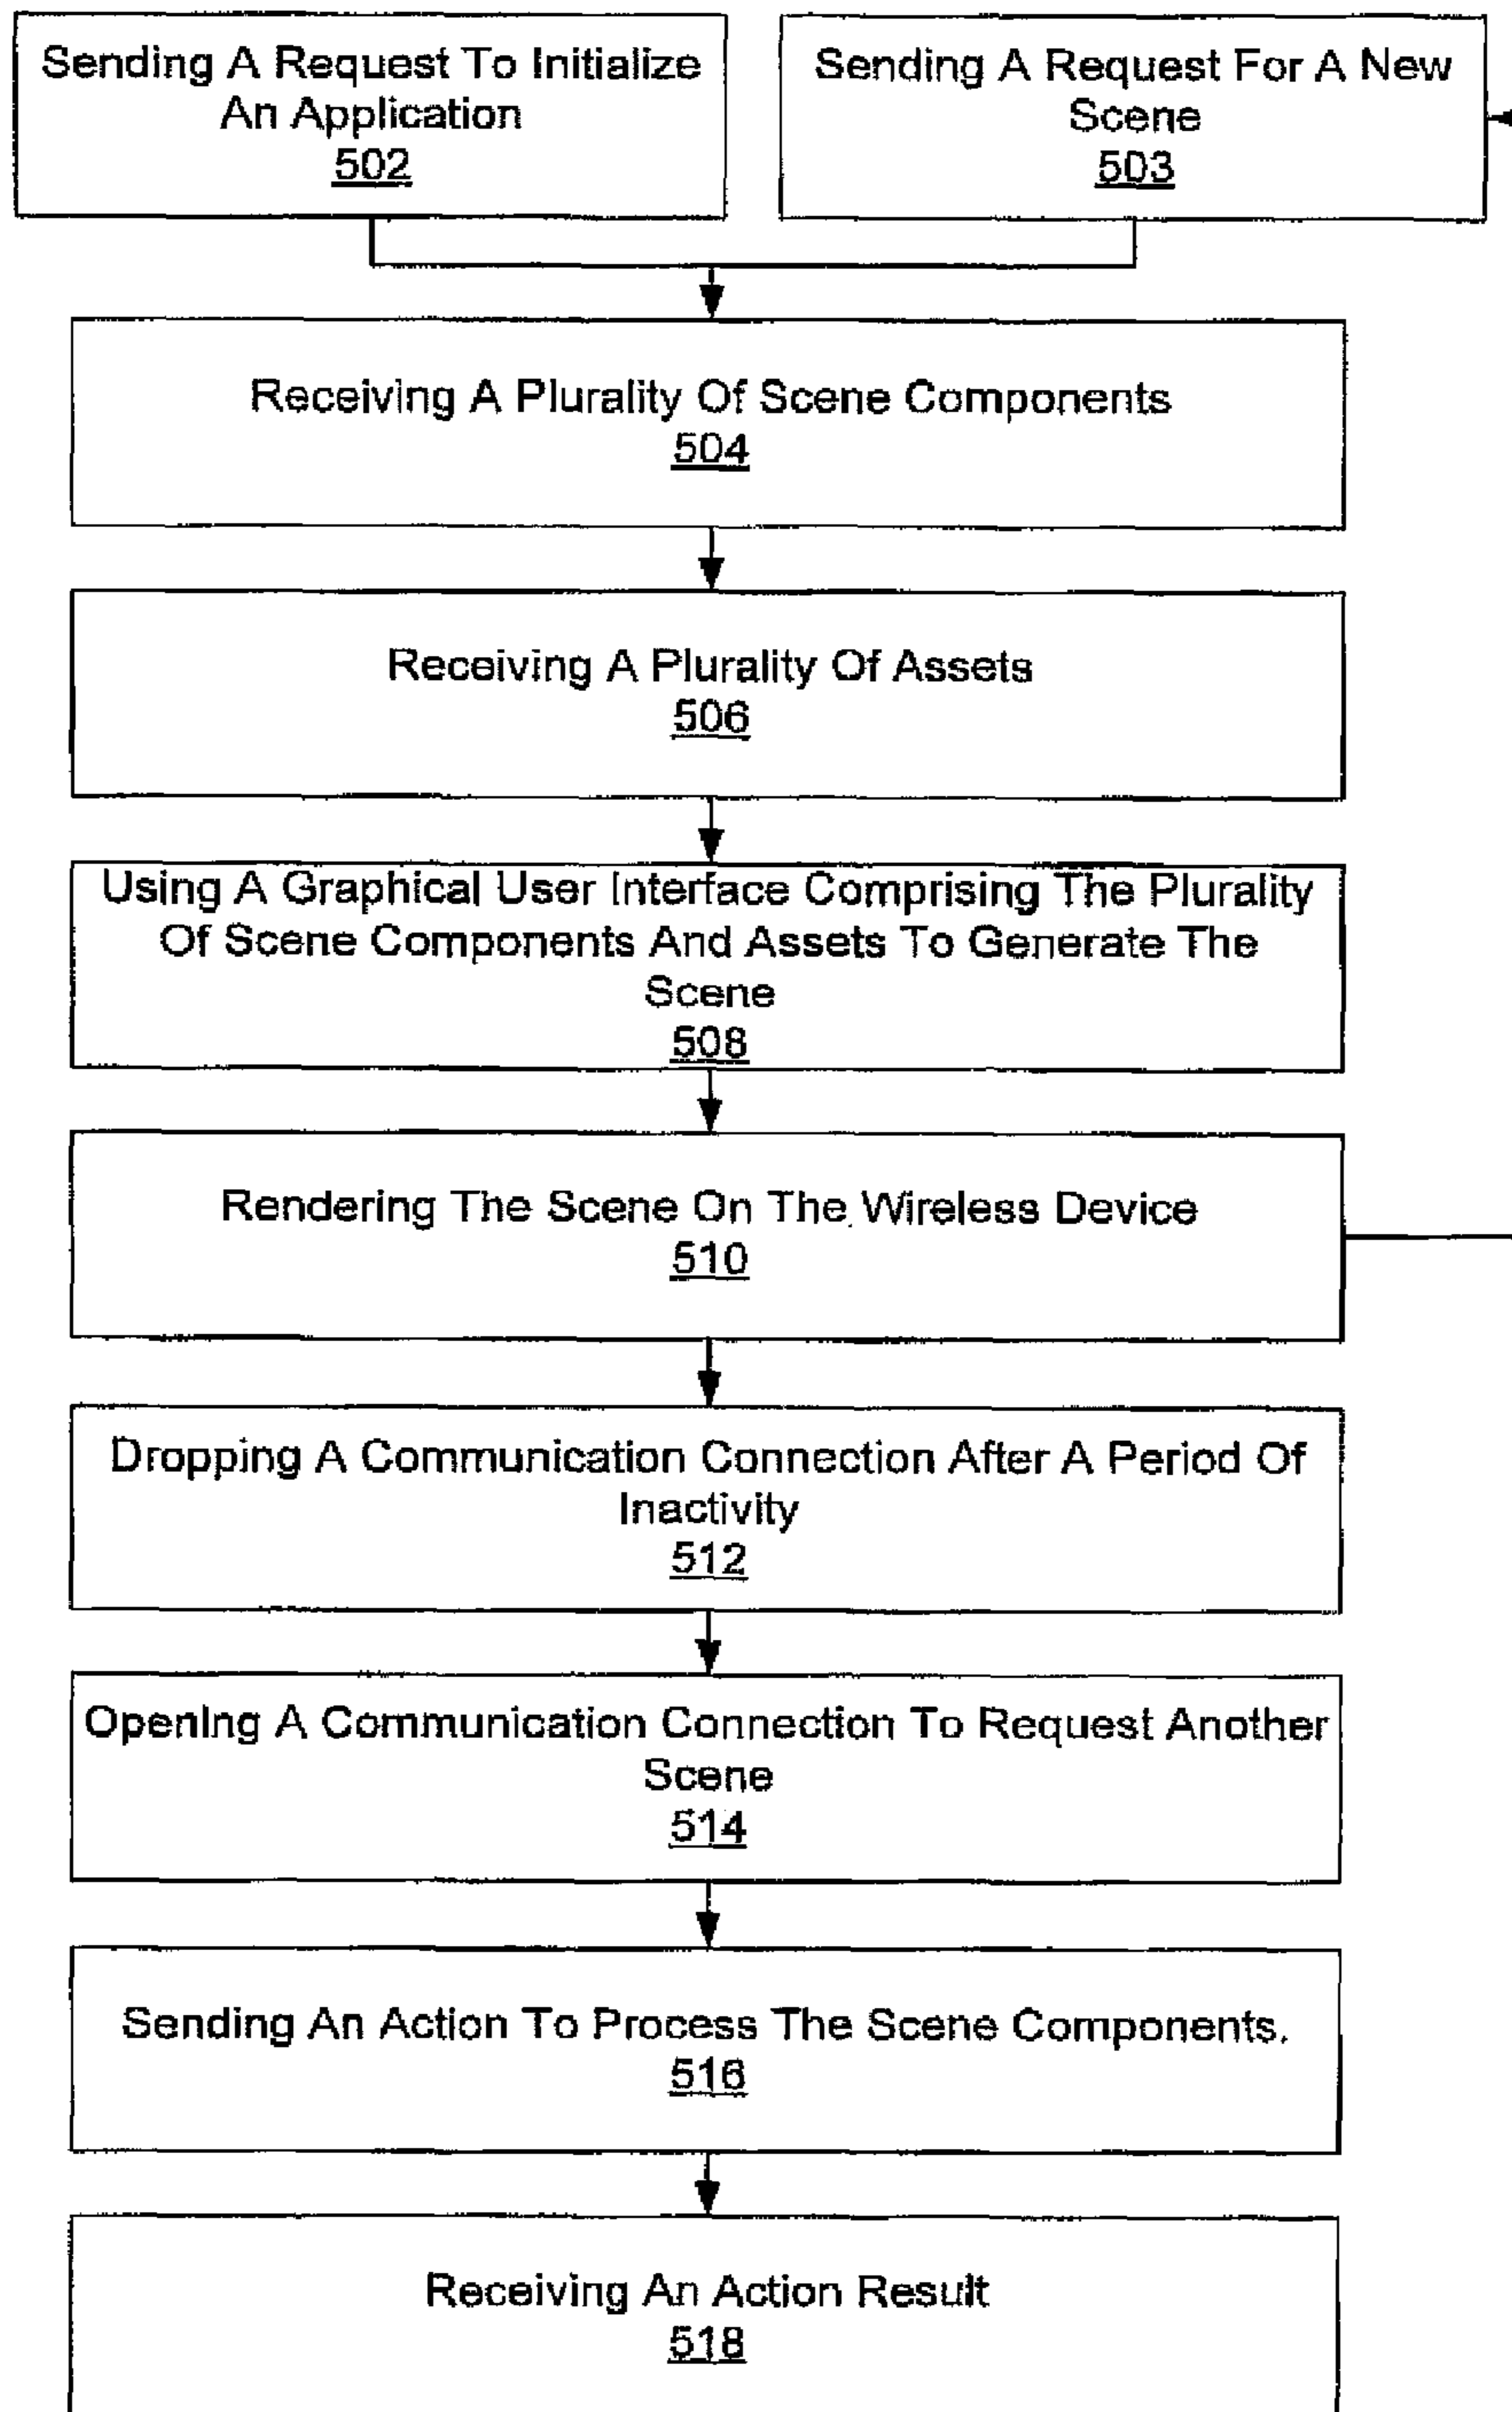 Sending A Request To Initialize
An Application
502
Sending A Request For A New
Scene
503
Receiving A Plurality Of Scene Components
504
Receiving A Plurality Of Assets
506
Using A Graphical User Interface Comprising The Plurality
Of Scene Components And Assets To Generate The
Scene
508
Rendering The Scene On The Wireless Device
510
Dropping A Communication Connection After A Period Of
Inactivity
512
Opening A Communication Connection To Request Another
Scene
514
Sending An Action To Process The Scene Components.
516
Receiving An Action Result
518